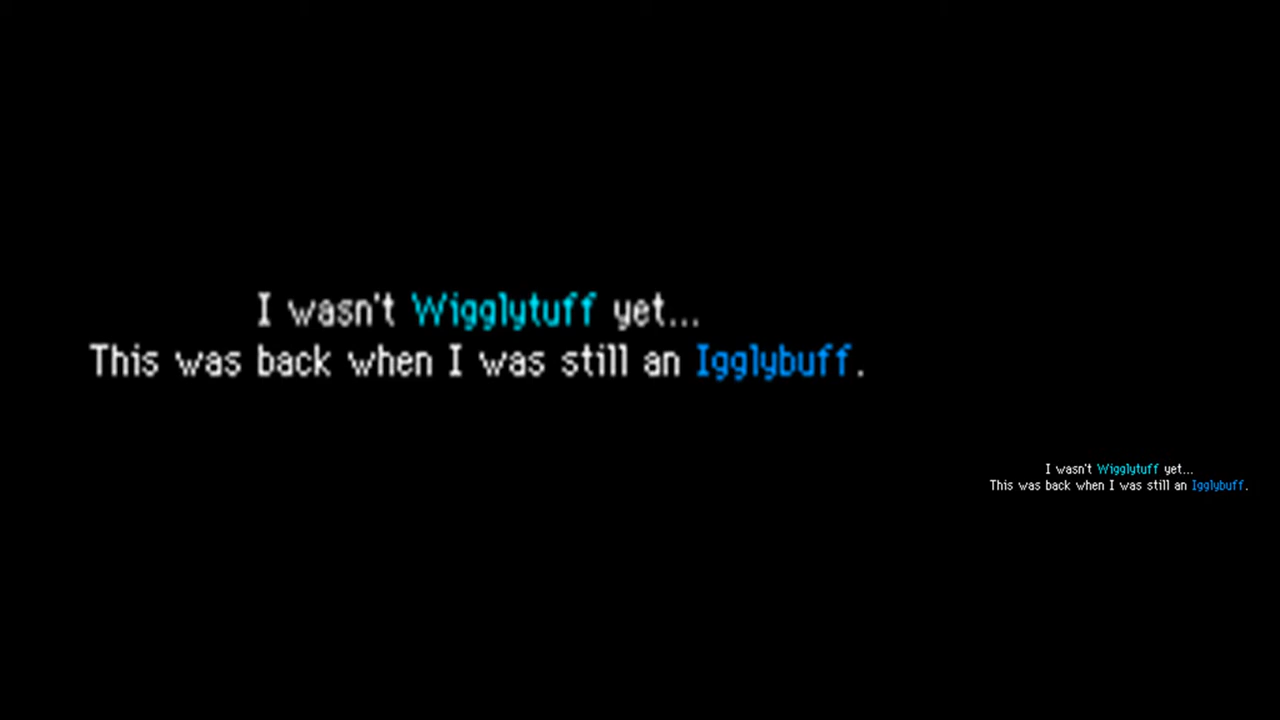 I wasn't Wigglytuff yet...
This was back when I was still an Igglybuff.
I wasn't Wigglytuff yet...
This was back when I was still an Igglybuff.